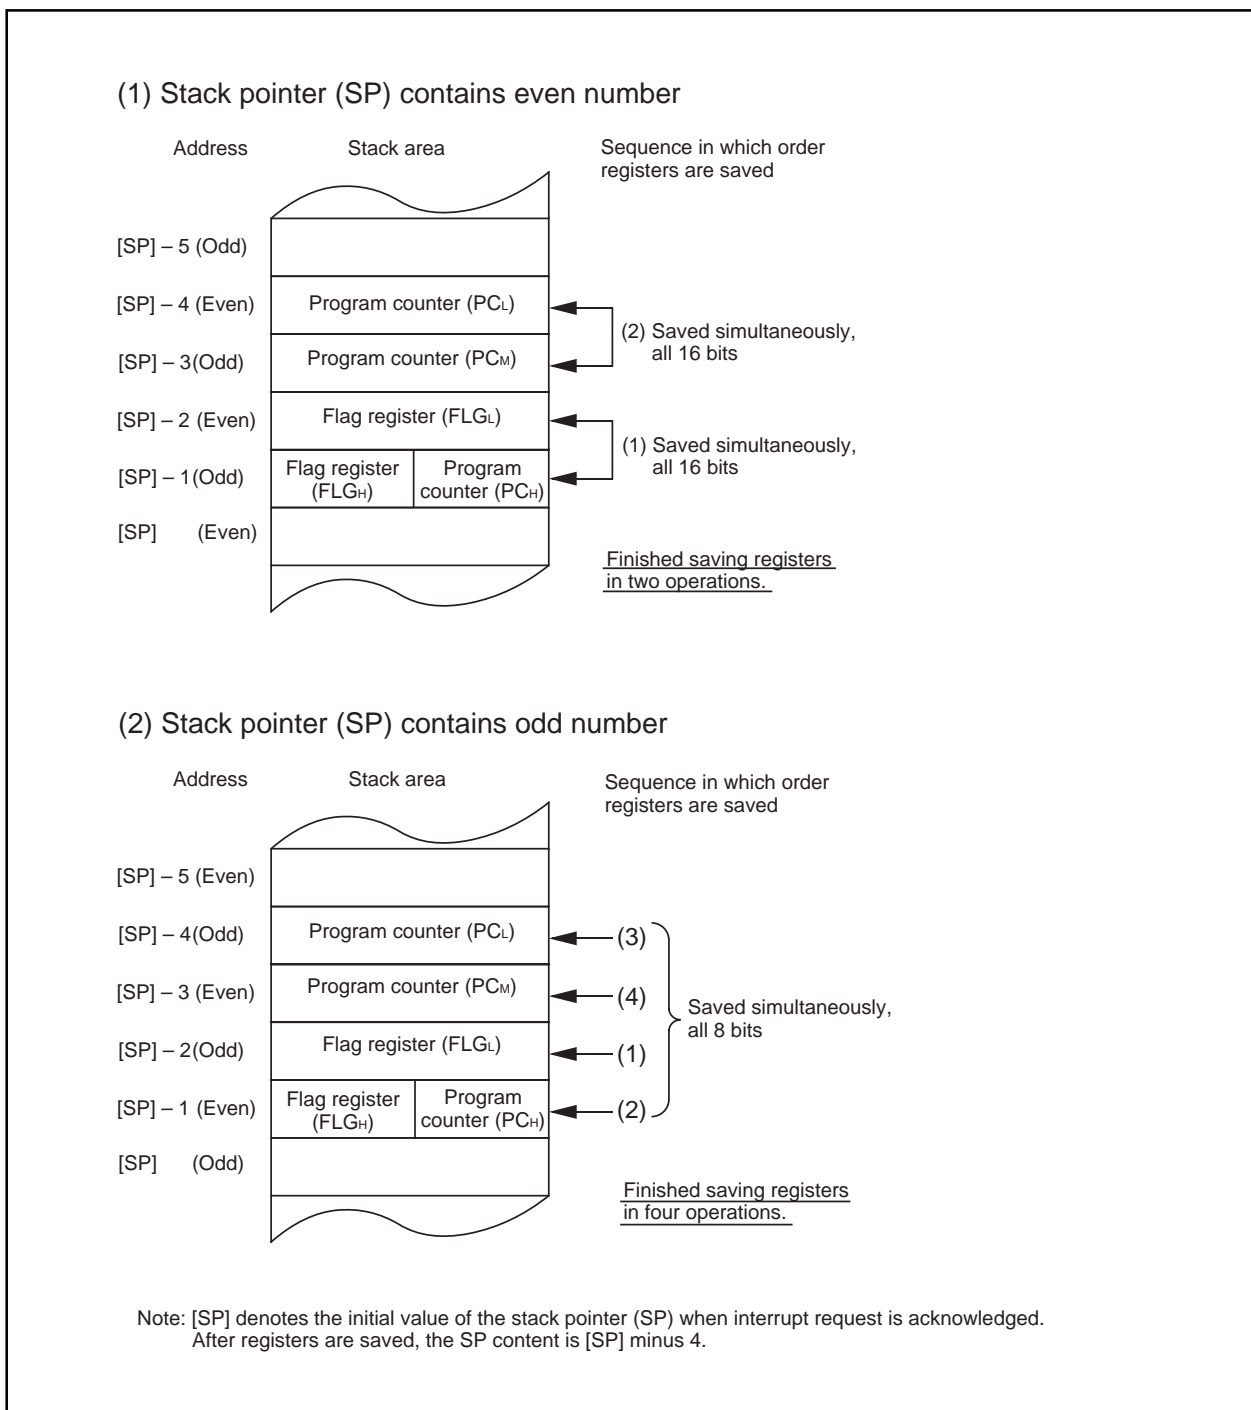 (1) Stack pointer (SP) contains even number
Address
Stack area
Sequence in which order
registers are saved
[SP] – 5 (Odd)
[SP] – 4 (Even)
Program counter (PCL)
[SP] – 3(Odd)
Program counter (PCM)
(2) Saved simultaneously,
all 16 bits
[SP] – 2 (Even)
Flag register (FLGL)
[SP] – 1(Odd)
Flag register
(FLGH)
Program
counter (PCH)
(1) Saved simultaneously,
all 16 bits
[SP] (Even)
Finished saving registers
in two operations.
(2) Stack pointer (SP) contains odd number
Address
Stack area
Sequence in which order
registers are saved
[SP] – 5 (Even)
[SP] – 4(Odd)
Program counter (PCL)
(3)
[SP] – 3 (Even)
Program counter (PCM)
(4)
Saved simultaneously,
all 8 bits
[SP] – 2(Odd)
Flag register (FLGL)
(1)
[SP] – 1 (Even)
Flag register
(FLGH)
Program
counter (PCH)
(2)
[SP] (Odd)
Finished saving registers
in four operations.
Note: [SP] denotes the initial value of the stack pointer (SP) when interrupt request is acknowledged.
After registers are saved, the SP content is [SP] minus 4.